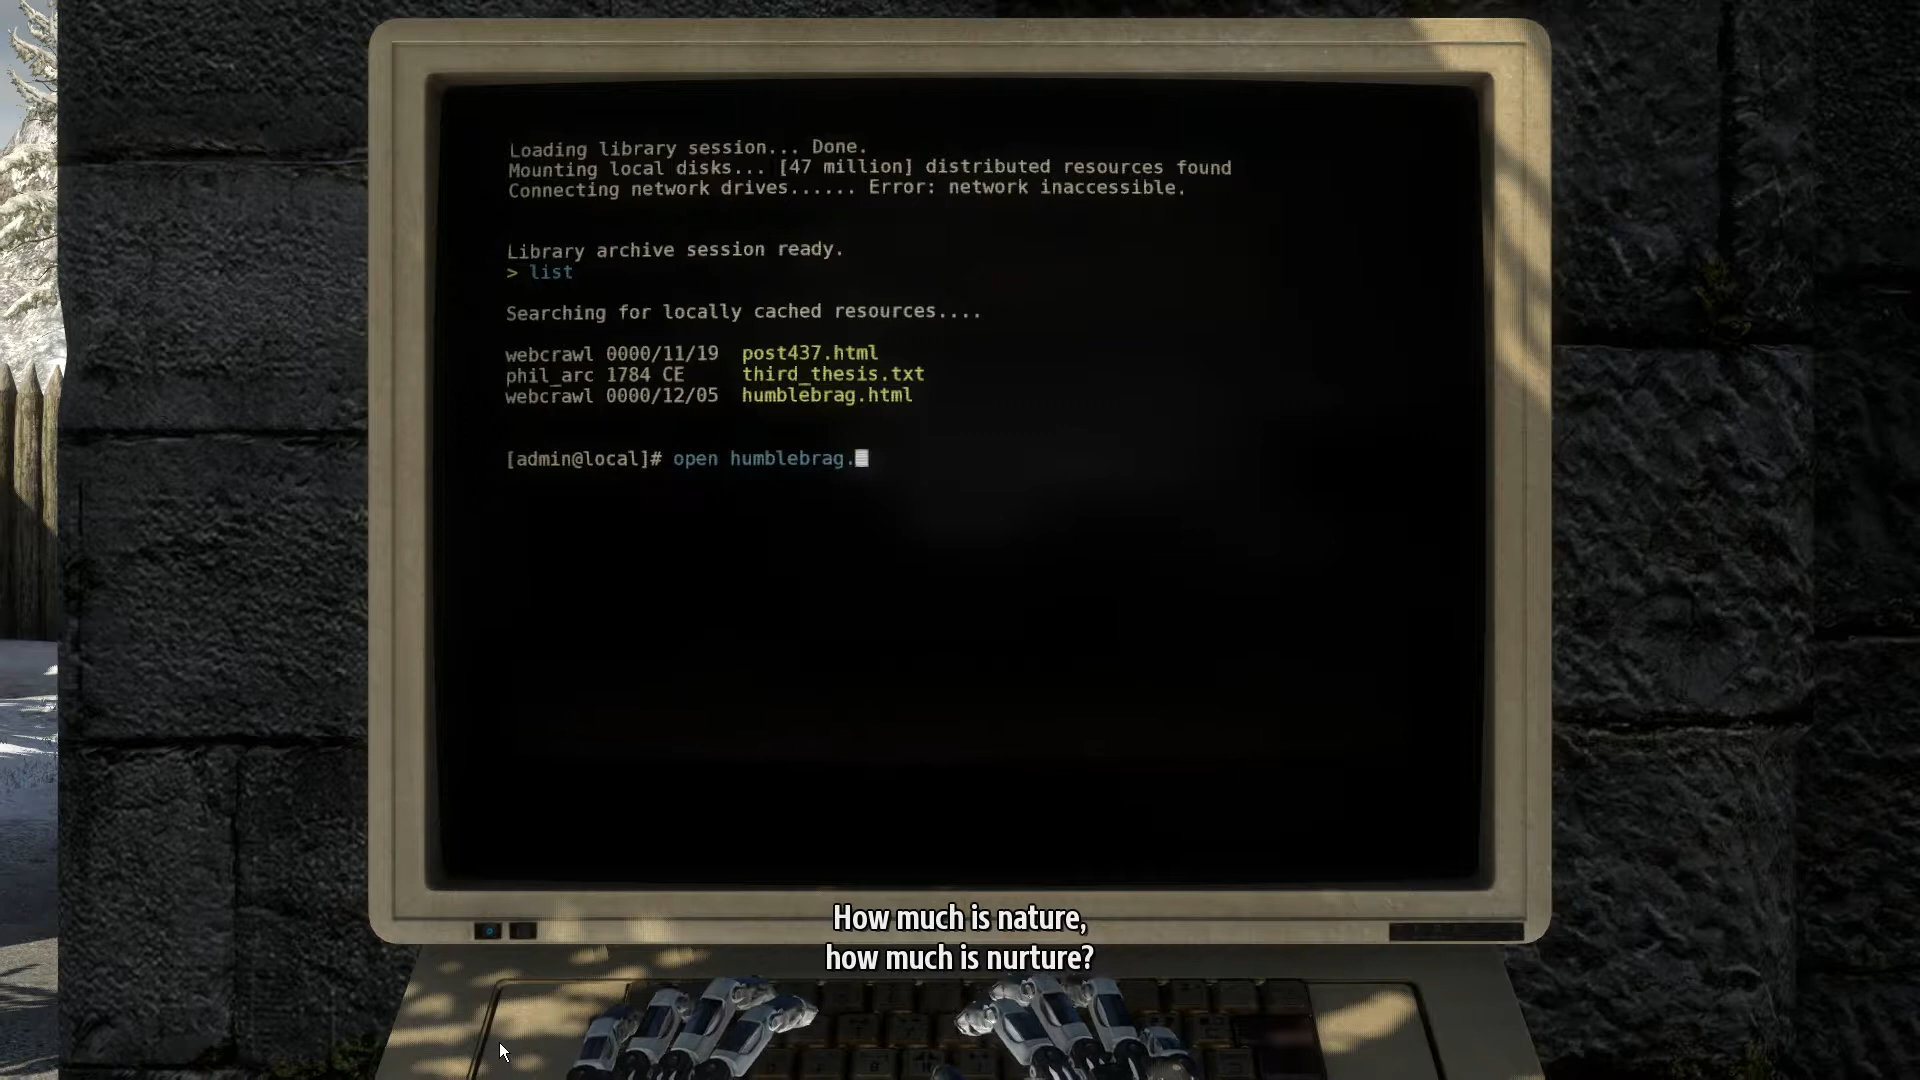 Loading library session... Done.
Mounting local disks... [47 million] distributed resources found
Connecting network drives...... Error: network inaccessible.
Library archive session ready.
> list
Searching for locally cached resources....
webcrawl 0000/11/19 post437.html
phil_arc 1784 CE third_thesis.txt
webcrawl 0000/12/05 humblebrag.html
[admin@local]# open humblebrag.
How much is nature,
how much is nurture?